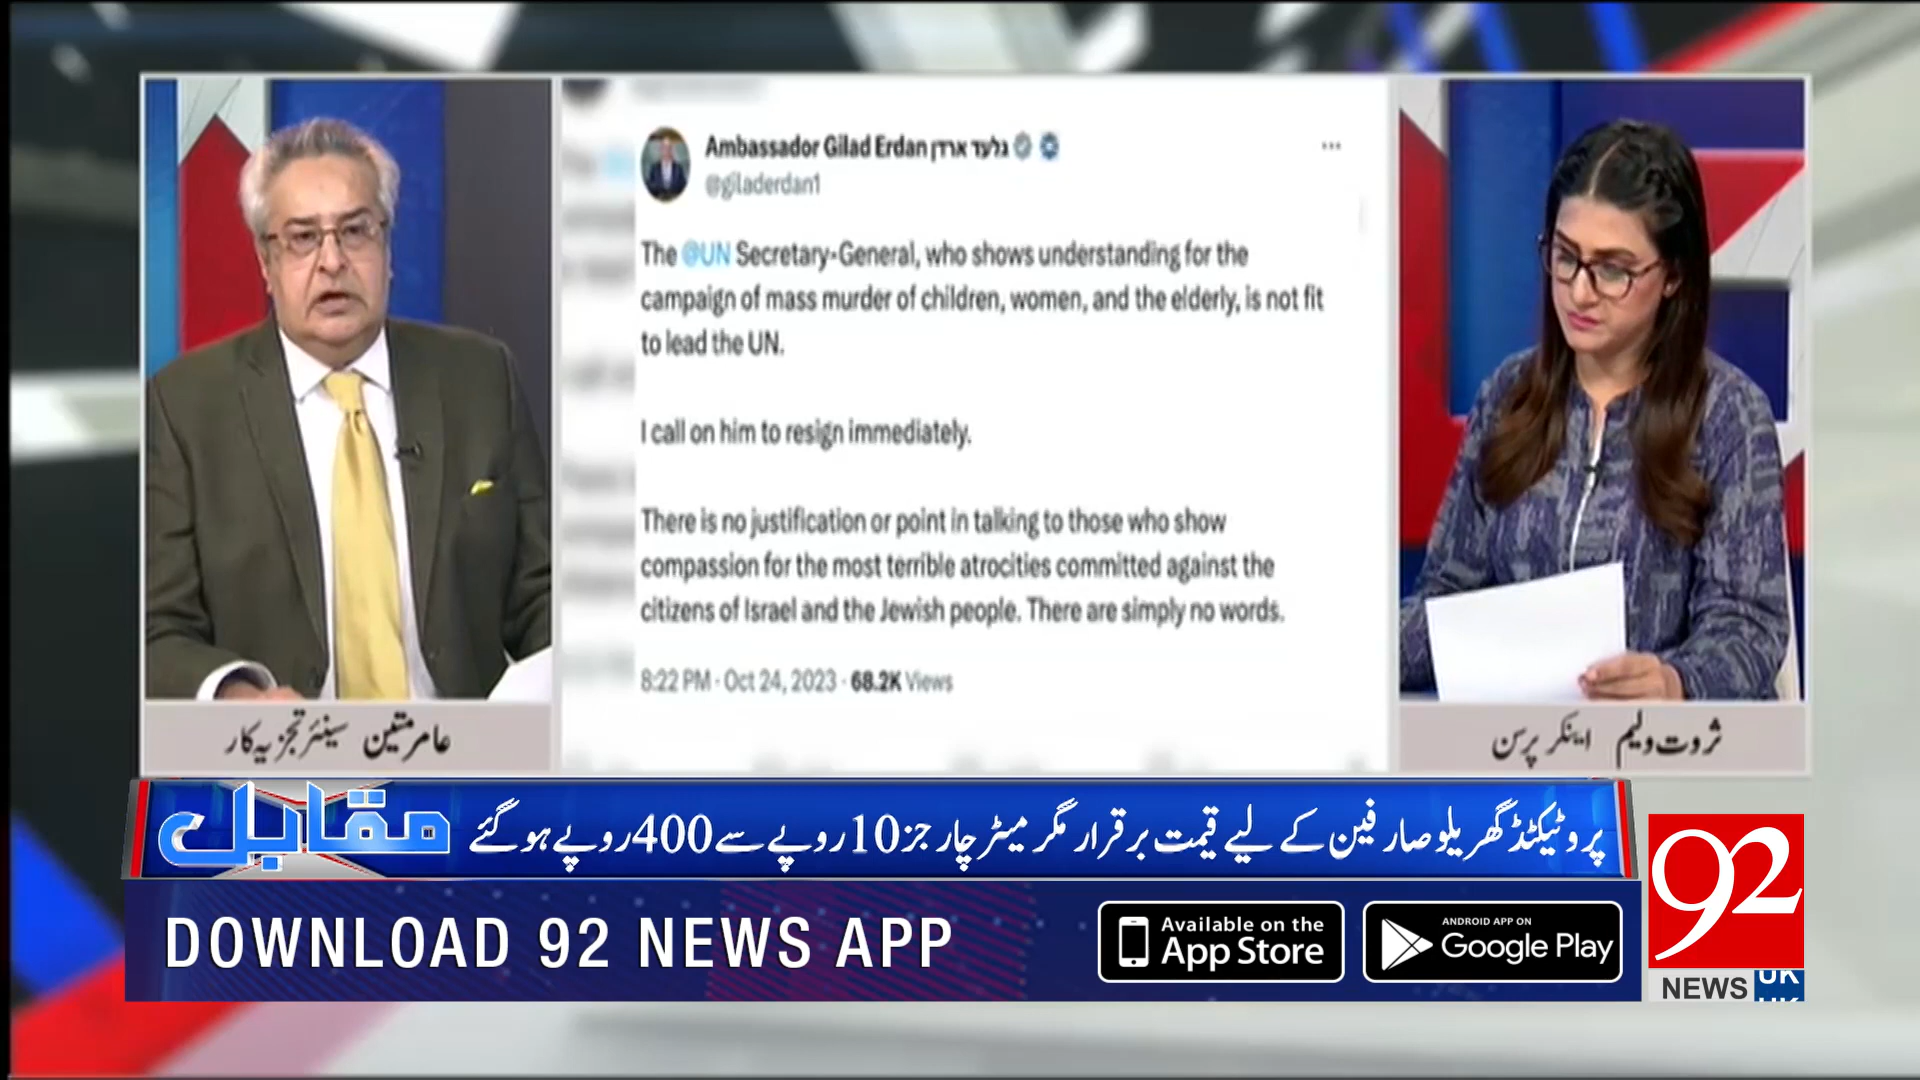 Ambassador Gilad Erdan גלעד ארדן
@giladerdan1
The @UN Secretary-General, who shows understanding for the
campaign of mass murder of children, women, and the elderly, is not fit
to lead the UN.
I call on him to resign immediately.
There is no justification or point in talking to those who show
compassion for the most terrible atrocities committed against the
citizens of Israel and the Jewish people. There are simply no words.
8:22 PM · Oct 24, 2023 · 68.2K Views
عامر متین سینئر تجزیہ کار
ثروت ولیم اینکر پرسن
مقابل
پروٹیکٹڈ گھریلو صارفین کے لیے قیمت برقرار مگر میٹر چارجز 10 روپے سے 400 روپے ہو گئے
DOWNLOAD 92 NEWS APP
Available on the
App Store
ANDROID APP ON
Google Play
92
NEWS UK